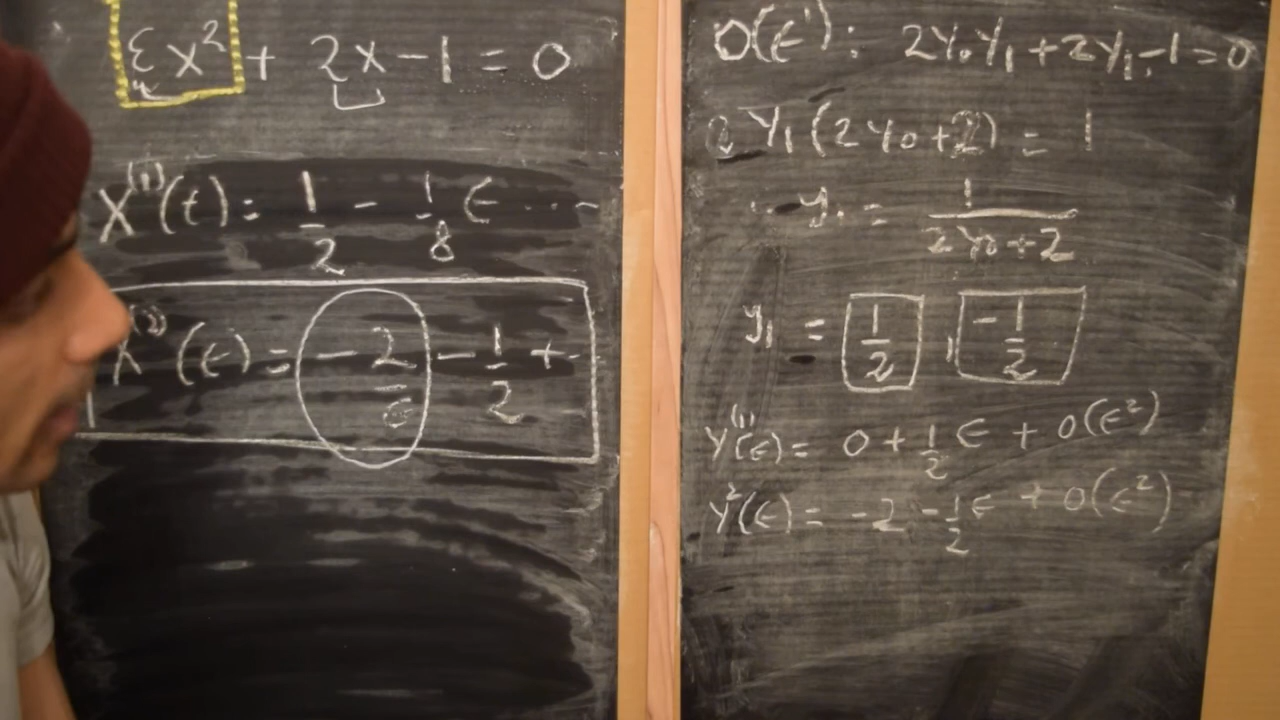 εx² + 2x - 1 = 0
X⁽¹⁾(ε) = 1/2 - 1/8 ε ...
X⁽²⁾(ε) = -2/ε - 1/2 + ..
O(ε¹): 2y₀y₁ + 2y₁ - 1 = 0
y₁(2y₀+2) = 1
∴ y₁ = 1/(2y₀+2)
y₁ = 1/2, -1/2
y⁽¹⁾(ε) = 0 + 1/2 ε + O(ε²)
y²(ε) = -2 - 1/2 ε + O(ε²)